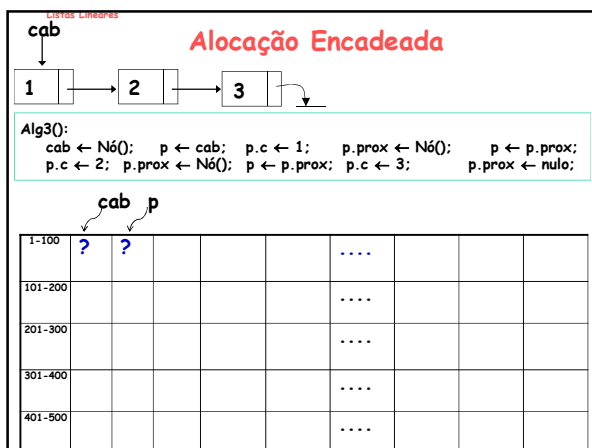 Listas Lineares
cab
Alocação Encadeada
1 2 3
Alg3():
cab ← Nó(); p ← cab; p.c ← 1; p.prox ← Nó(); p ← p.prox;
p.c ← 2; p.prox ← Nó(); p ← p.prox; p.c ← 3; p.prox ← nulo;
cab p
1-100 ? ? ....
101-200 ....
201-300 ....
301-400 ....
401-500 ....